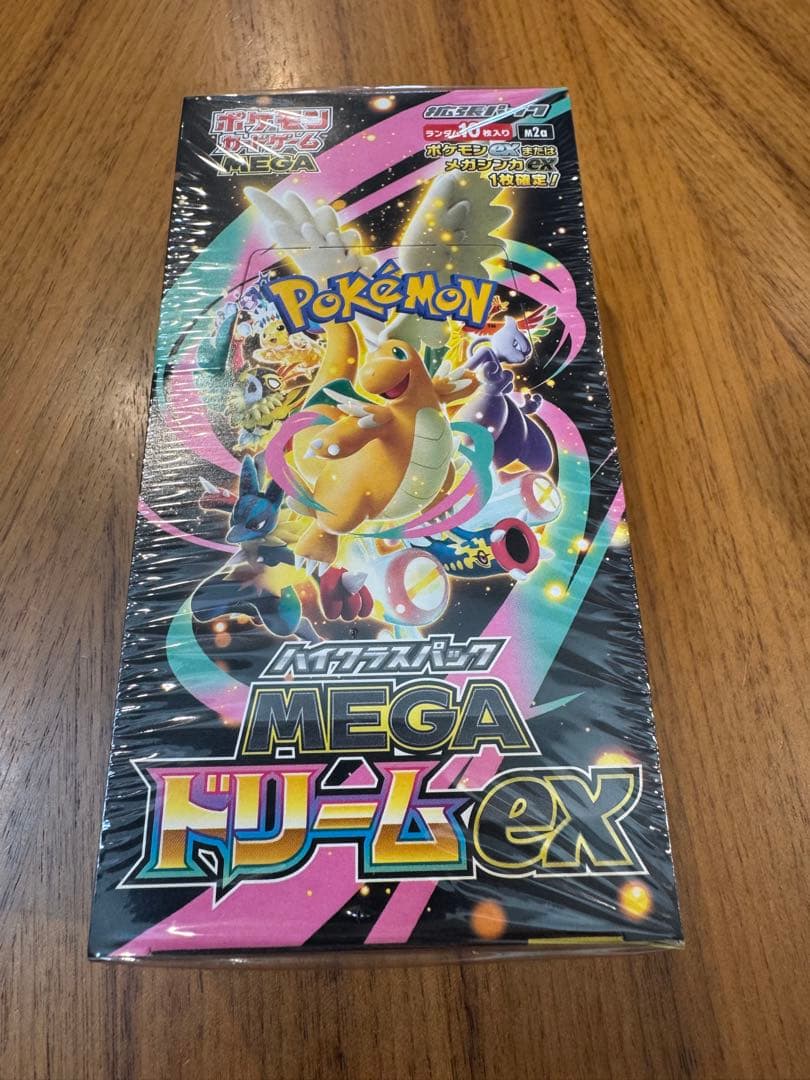 ポケモン
カードゲーム
MEGA
拡張パック
ランダム10枚入り M2a
ポケモンexまたは
メガシンカex
1枚確定!
POKéMON
TM
ハイクラスパック
MEGA
ドリームex